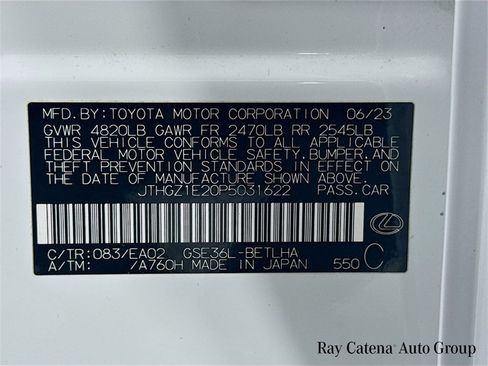 MFD.BY:TOYOTA MOTOR CORPORATION 06/23
GVWR 4820LB GAWR FR 2470LB RR 2545LB
THIS VEHICLE CONFORMS TO ALL APPLICABLE
FEDERAL MOTOR VEHICLE SAFETY,BUMPER,AND
THEFT PREVENTION STANDARDS IN EFFECT ON
THE DATE OF MANUFACTURE SHOWN ABOVE.
JTHGZ1E20P5031622 PASS.CAR
C/TR:083/EA02 GSE36L-BETLHA
A/TM: /A760H MADE IN JAPAN 550 C
Ray Catena Auto Group